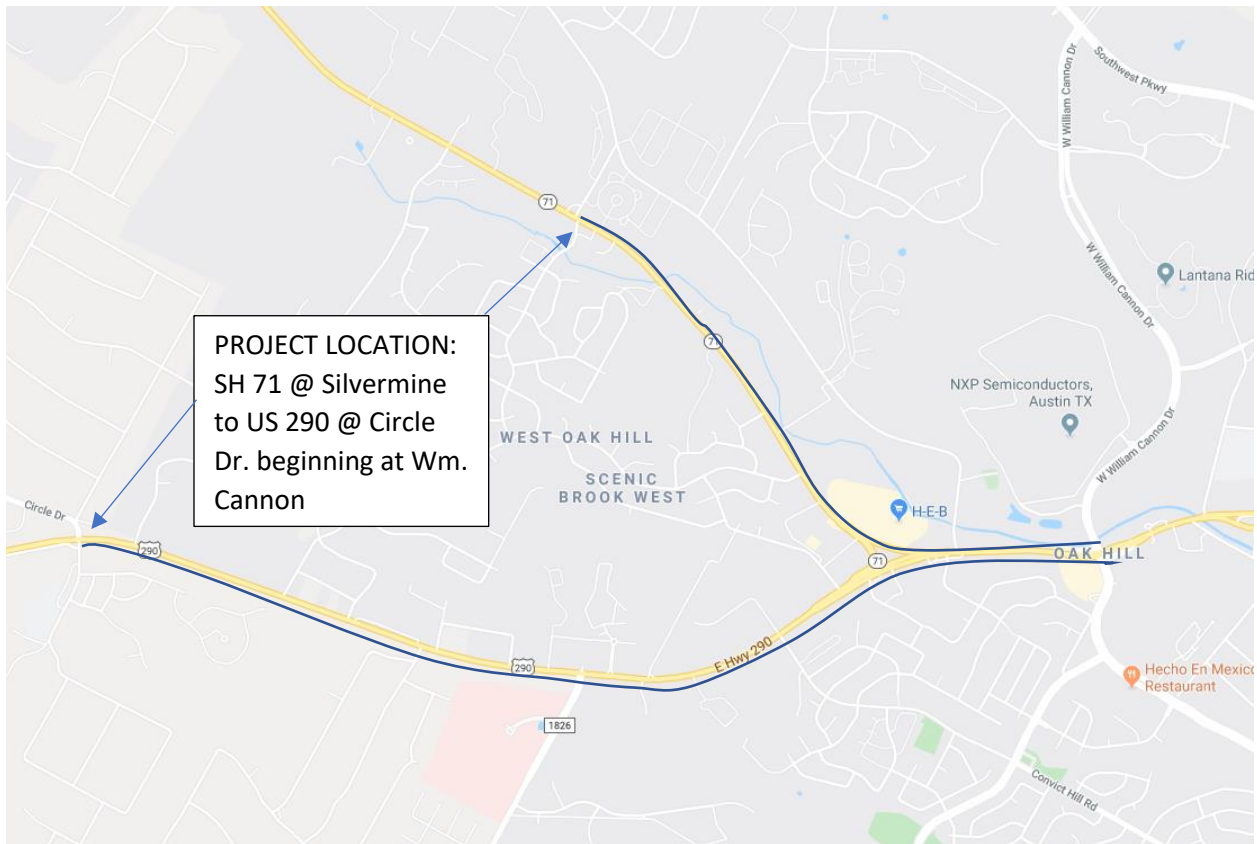 Southwest Pkwy
W William Cannon Dr
71
W William Cannon Dr
Lantana Rid
PROJECT LOCATION:
SH 71 @ Silvermine
to US 290 @ Circle
Dr. beginning at Wm.
Cannon
71
NXP Semiconductors,
Austin TX
WEST OAK HILL
SCENIC
BROOK WEST
W William Cannon Dr
Circle Dr
H-E-B
290
71
OAK HILL
E Hwy 290
290
Hecho En Mexico
Restaurant
1826
Convict Hill Rd